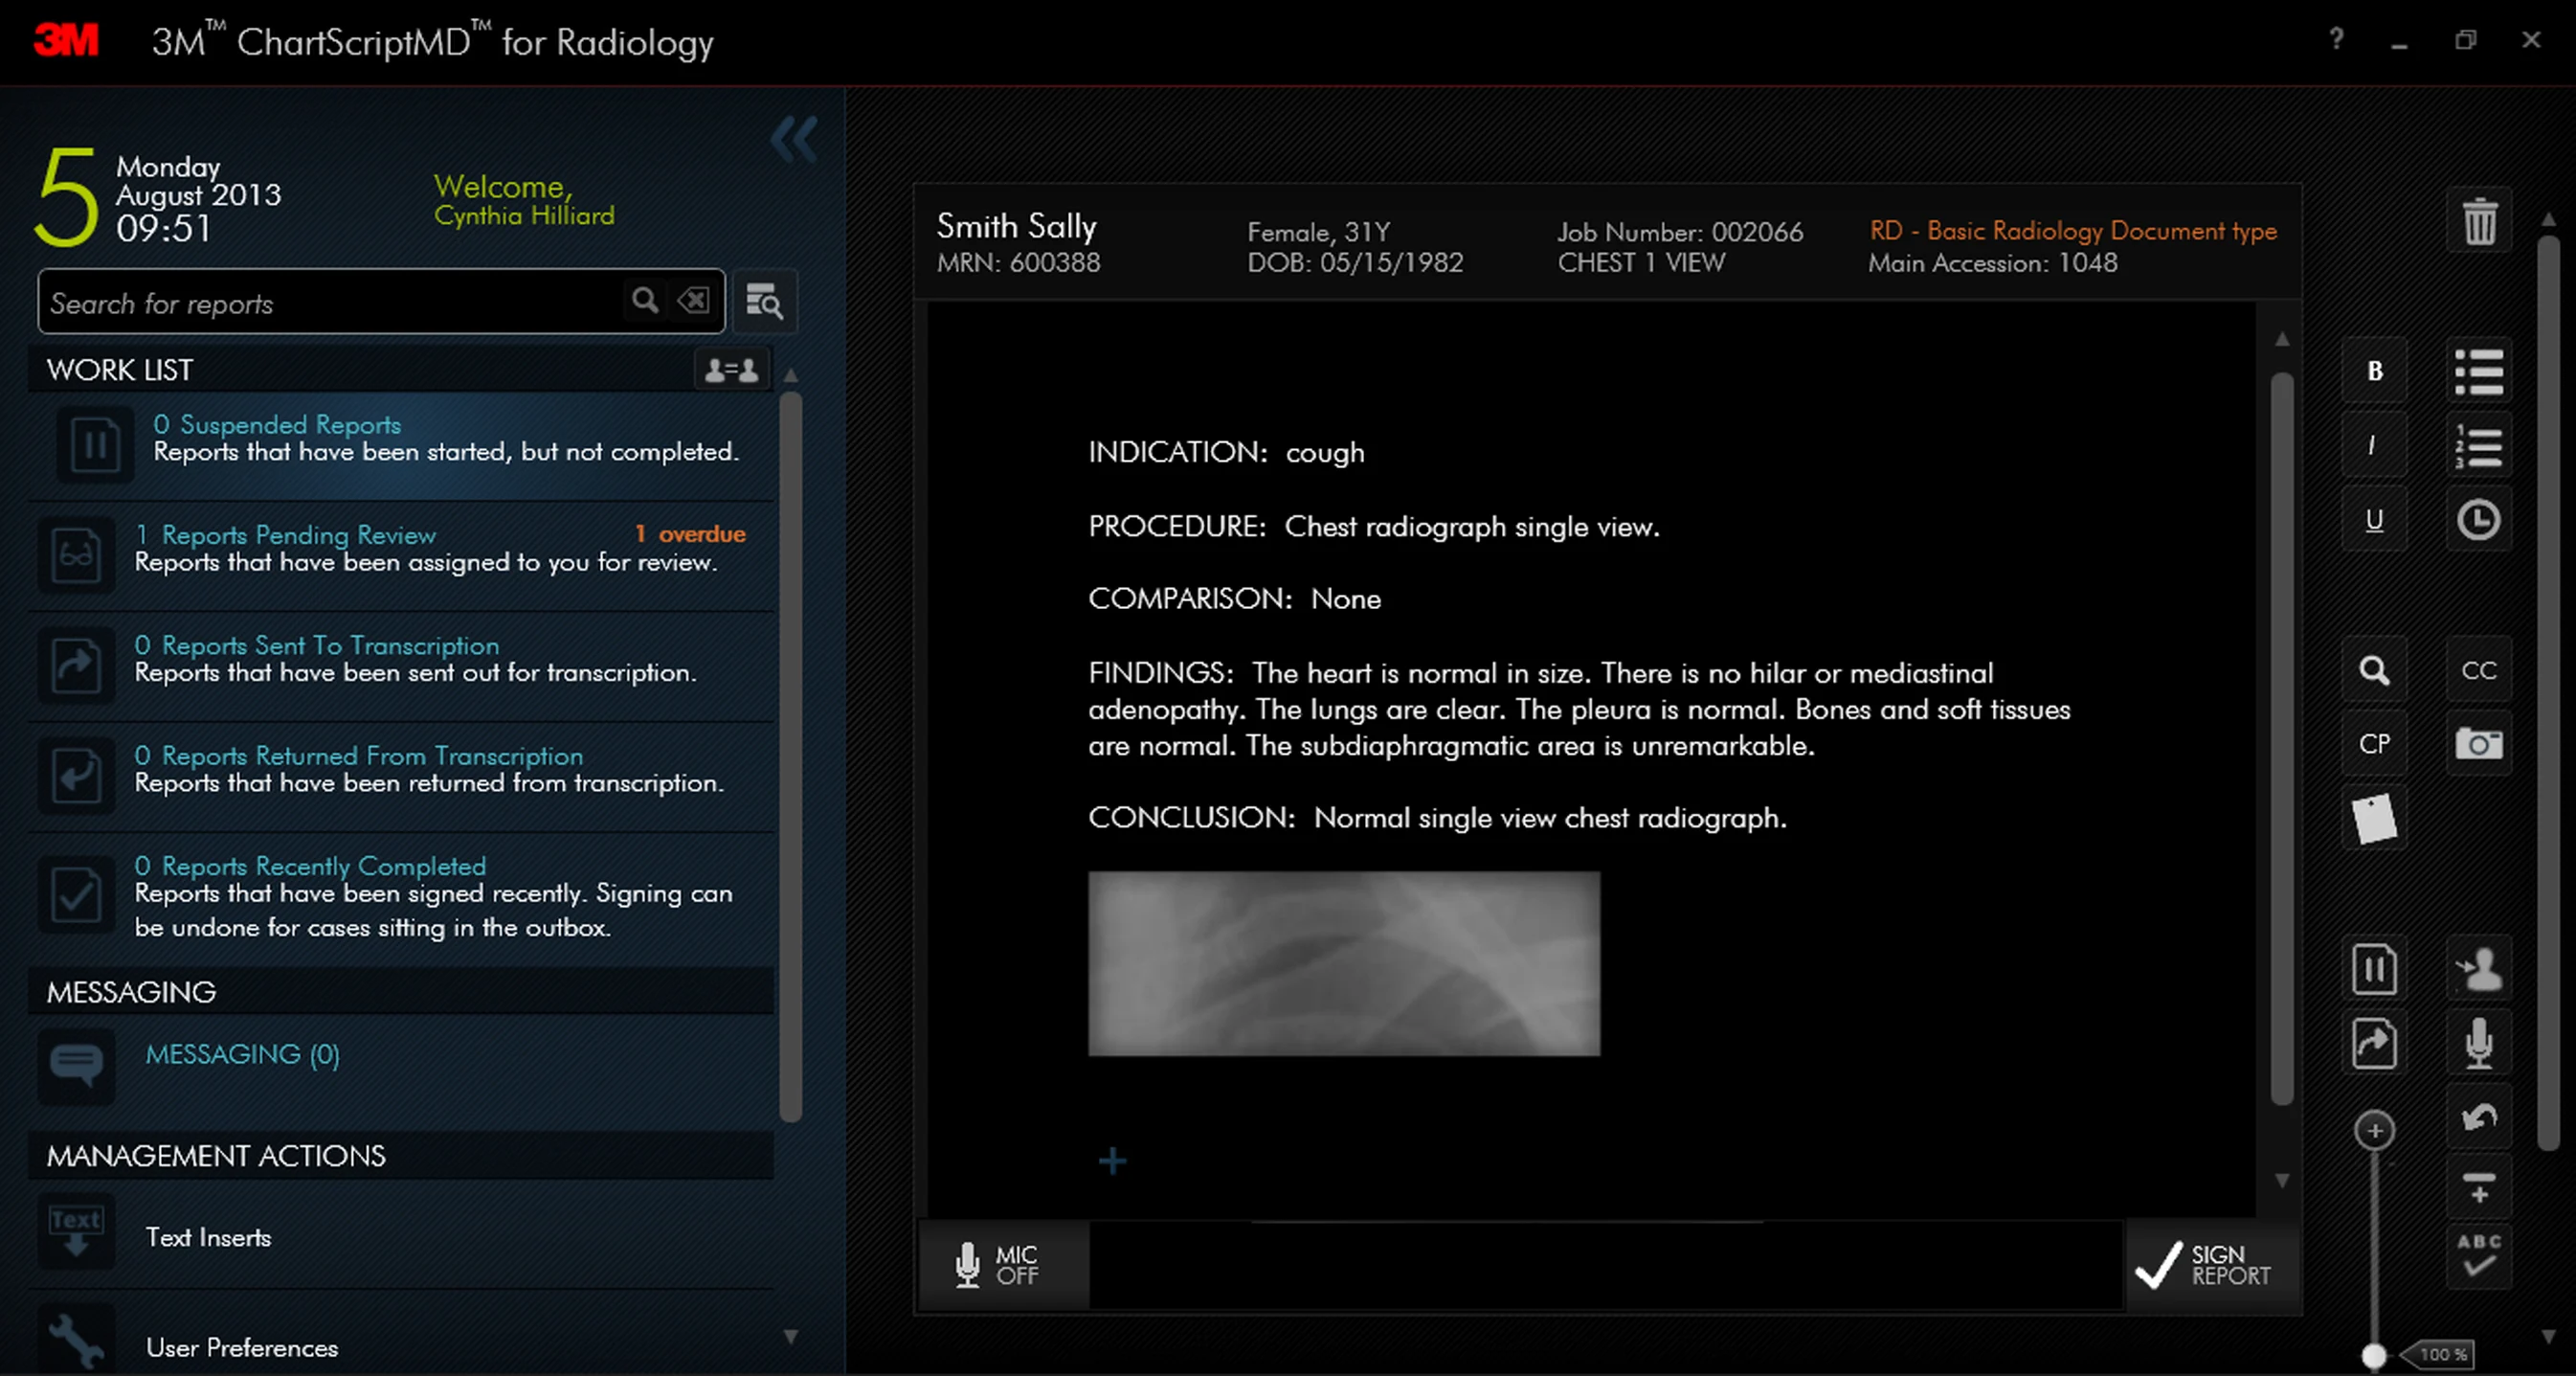 3M
3M™ ChartScriptMD™ for Radiology
?
5
Monday
August 2013
09:51
Welcome,
Cynthia Hilliard
Search for reports
WORK LIST
0 Suspended Reports
Reports that have been started, but not completed.
1 Reports Pending Review
1 overdue
Reports that have been assigned to you for review.
0 Reports Sent To Transcription
Reports that have been sent out for transcription.
0 Reports Returned From Transcription
Reports that have been returned from transcription.
0 Reports Recently Completed
Reports that have been signed recently. Signing can
be undone for cases sitting in the outbox.
MESSAGING
MESSAGING (0)
MANAGEMENT ACTIONS
Text
Text Inserts
User Preferences
Smith Sally
MRN: 600388
Female, 31Y
DOB: 05/15/1982
Job Number: 002066
CHEST 1 VIEW
RD - Basic Radiology Document type
Main Accession: 1048
INDICATION: cough
PROCEDURE: Chest radiograph single view.
COMPARISON: None
FINDINGS: The heart is normal in size. There is no hilar or mediastinal
adenopathy. The lungs are clear. The pleura is normal. Bones and soft tissues
are normal. The subdiaphragmatic area is unremarkable.
CONCLUSION: Normal single view chest radiograph.
MIC
OFF
SIGN
REPORT
B
I
1
2
3
U
CC
CP
ABC
100 %